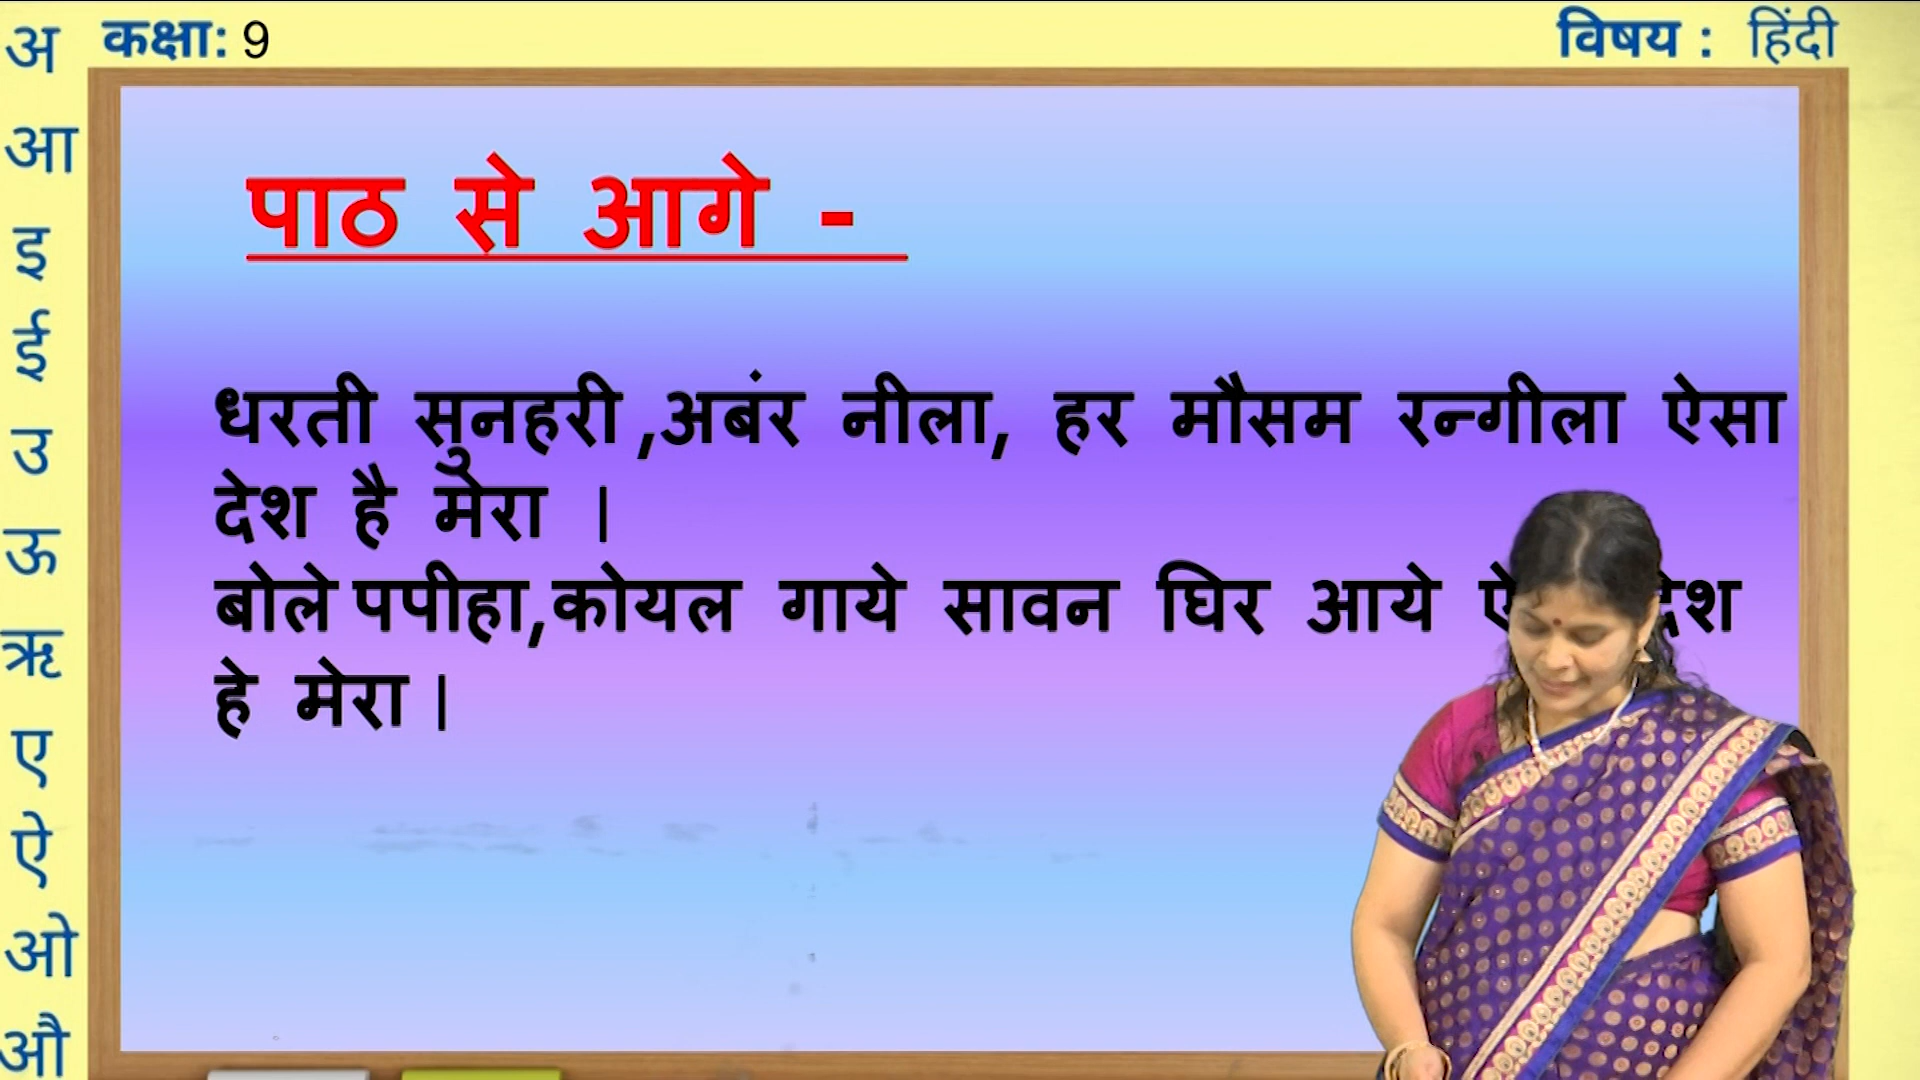 कक्षा: 9
विषय : हिंदी
अ
आ
इ
ई
उ
ऊ
ऋ
ए
ऐ
ओ
औ
पाठ से आगे -
धरती सुनहरी ,अबंर नीला, हर मौसम रन्गीला ऐसा
देश है मेरा ।
बोले पपीहा,कोयल गाये सावन घिर आये देश
हे मेरा ।